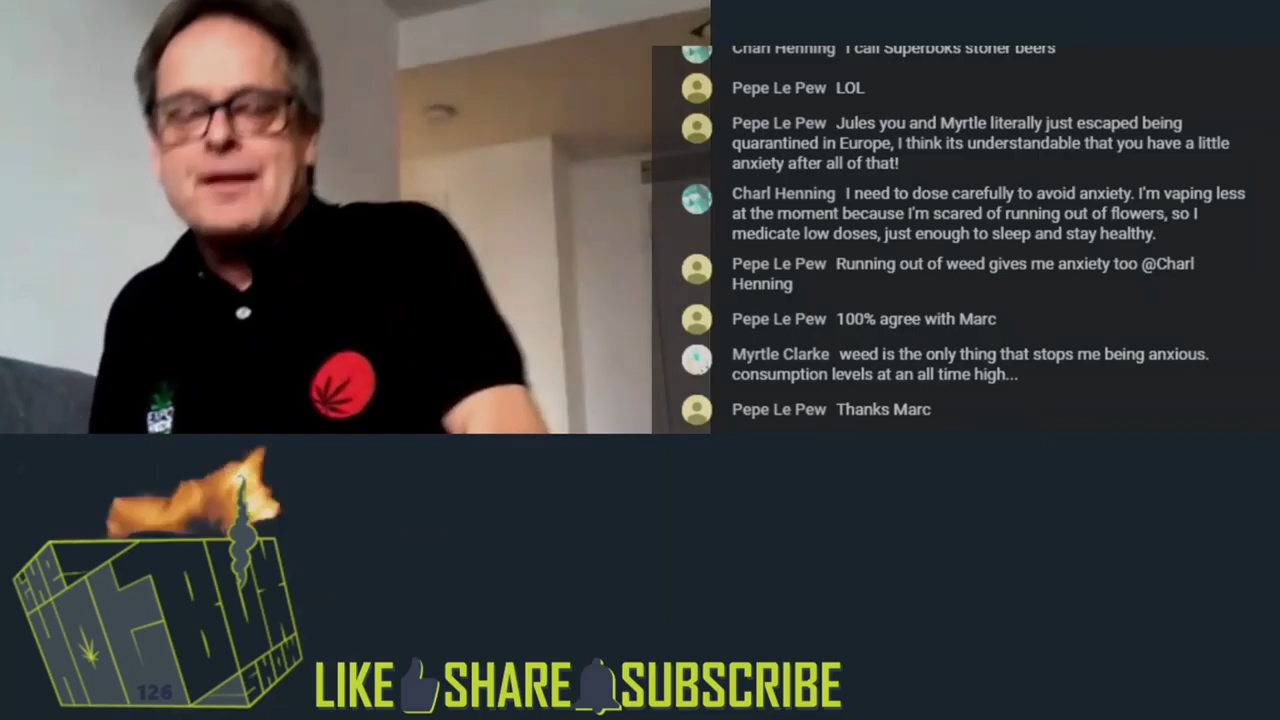 Charl Henning I call Superboks stoner beers
Pepe Le Pew LOL
Pepe Le Pew Jules you and Myrtle literally just escaped being
quarantined in Europe, I think its understandable that you have a little
anxiety after all of that!
Charl Henning I need to dose carefully to avoid anxiety. I'm vaping less
at the moment because I'm scared of running out of flowers, so I
medicate low doses, just enough to sleep and stay healthy.
Pepe Le Pew Running out of weed gives me anxiety too @Charl
Henning
Pepe Le Pew 100% agree with Marc
Myrtle Clarke weed is the only thing that stops me being anxious.
consumption levels at an all time high...
Pepe Le Pew Thanks Marc
THE
HOT BOX
SHOW
126
LIKE SHARE SUBSCRIBE